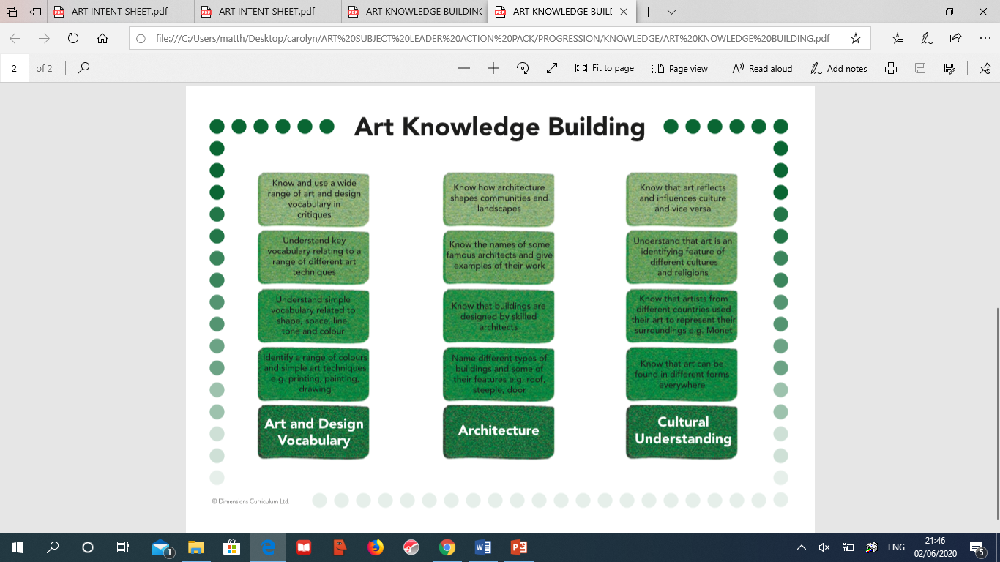 ART INTENT SHEET.pdf
ART INTENT SHEET.pdf
ART KNOWLEDGE BUILDING
ART KNOWLEDGE BUIL
file:///C:/Users/matth/Desktop/carolyn/ART%20SUBJECT%20LEADER%20ACTION%20PACK/PROGRESSION/KNOWLEDGE/ART%20KNOWLEDGE%20BUILDING.pdf
2 of 2
Fit to page
Page view
Read aloud
Add notes
Art Knowledge Building
Know and use a wide
range of art and design
vocabulary in
critiques
Understand key
vocabulary relating to a
range of different art
techniques
Understand simple
vocabulary related to
shape, space, line,
tone and colour
Identify a range of colours
and simple art techniques
e.g. printing, painting,
drawing
Art and Design
Vocabulary
Know how architecture
shapes communities and
landscapes
Know the names of some
famous architects and give
examples of their work
Know that buildings are
designed by skilled
architects
Name different types of
buildings and some of
their features e.g. roof,
steeple, door
Architecture
Know that art reflects
and influences culture
and vice versa
Understand that art is an
identifying feature of
different cultures
and religions
Know that artists from
different countries used
their art to represent their
surroundings e.g. Monet
Know that art can be
found in different forms
everywhere
Cultural
Understanding
© Dimensions Curriculum Ltd.
1
ENG
21:46
02/06/2020
5